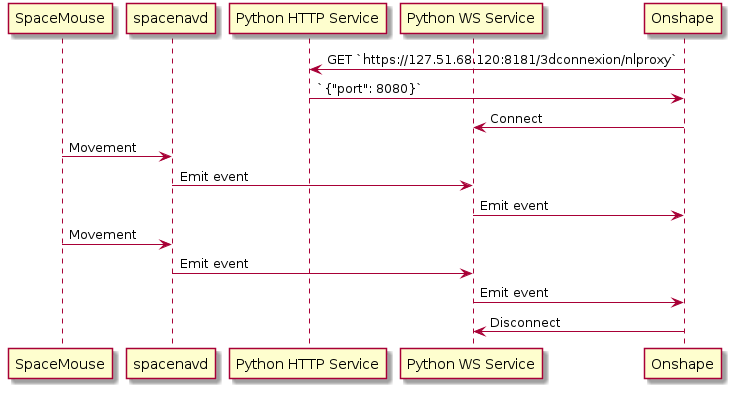 SpaceMouse spacenavd Python HTTP Service Python WS Service Onshape
GET `https://127.51.68.120:8181/3dconnexion/nlproxy`
`{"port": 8080}`
Connect
Movement
Emit event
Emit event
Movement
Emit event
Emit event
Disconnect
SpaceMouse spacenavd Python HTTP Service Python WS Service Onshape